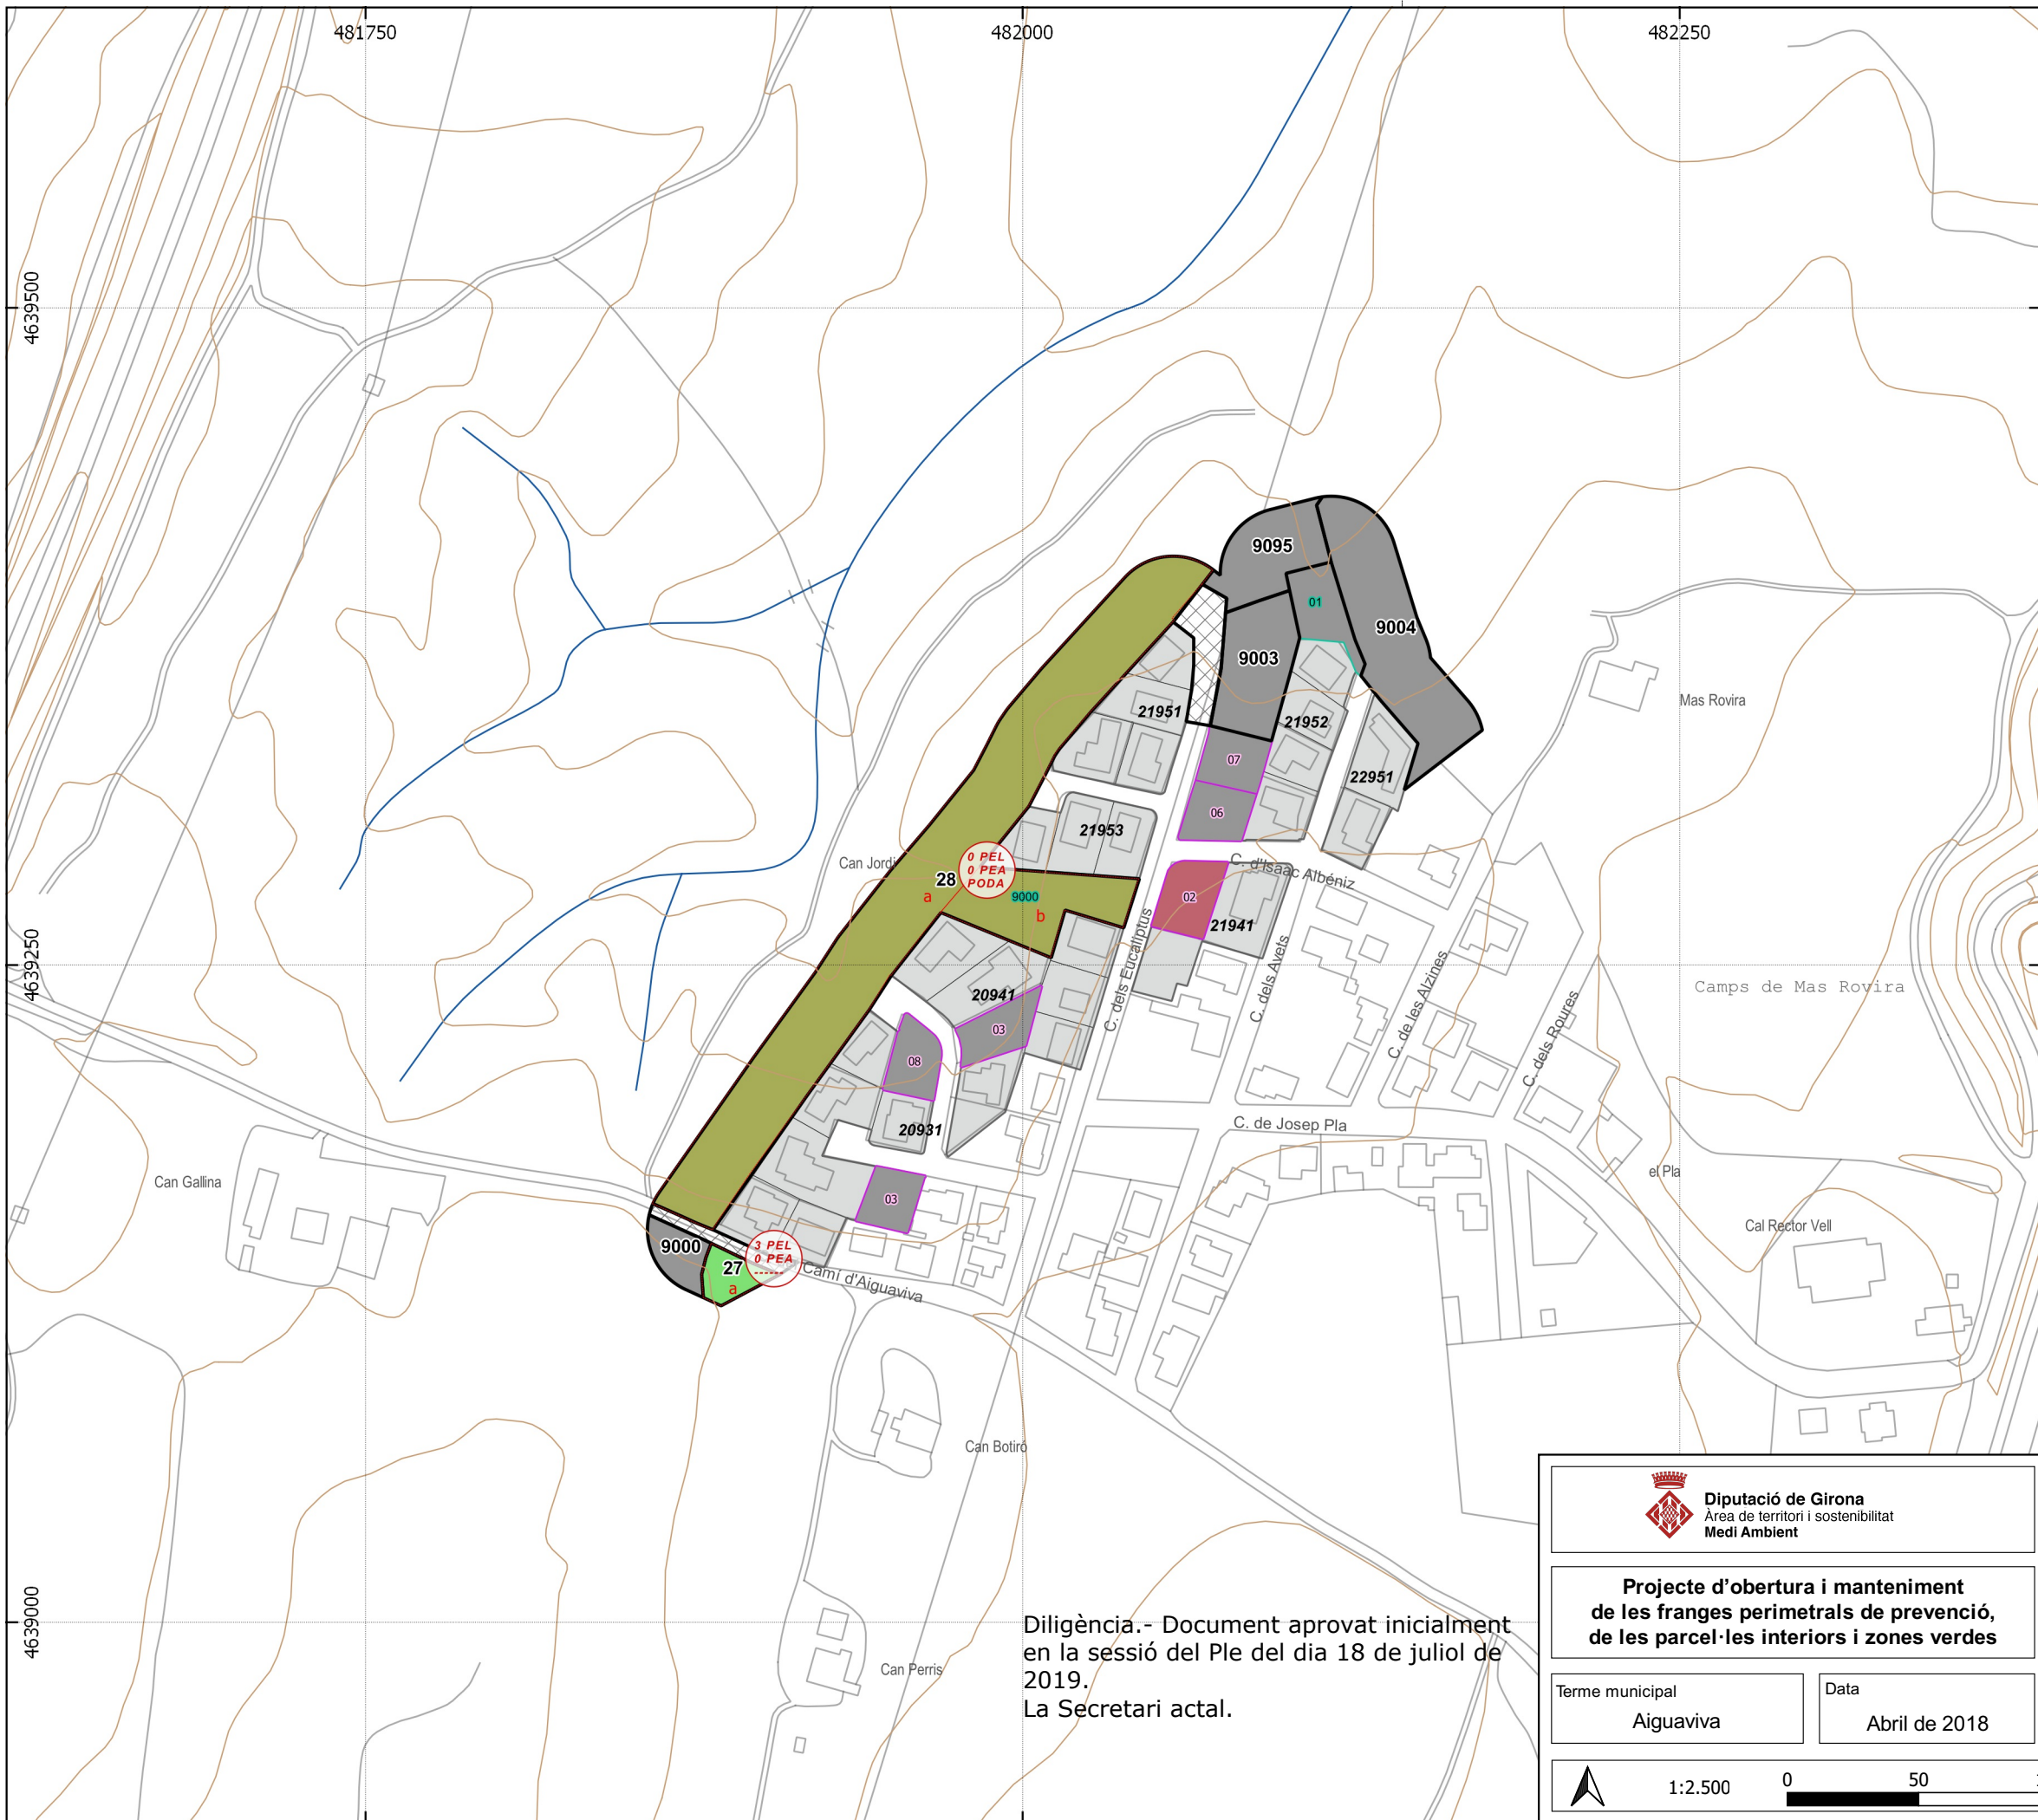 481750
482000
482250
4639500
9095
01
9004
9003
Mas Rovira
21951
21952
07
22951
06
21953
C. d'Isaac Albéniz
Can Jordi
0 PEL
0 PEA
PODA
28
a
9000
b
02
21941
C. dels Eucaliptus
C. dels Avets
C. de les Alzines
C. dels Roures
4639250
Camps de Mas Rovira
20941
03
08
20931
C. de Josep Pla
el Pla
Can Gallina
03
Cal Rector Vell
9000
3 PEL
0 PEA
------
27
a
Camí d'Aiguaviva
Can Botiró
4639000
Can Perris
Diligència.- Document aprovat inicialment
en la sessió del Ple del dia 18 de juliol de
2019.
La Secretari actal.
Diputació de Girona
Àrea de territori i sostenibilitat
Medi Ambient
Projecte d'obertura i manteniment
de les franges perimetrals de prevenció,
de les parcel·les interiors i zones verdes
Terme municipal
Aiguaviva
Data
Abril de 2018
1:2.500
0 50